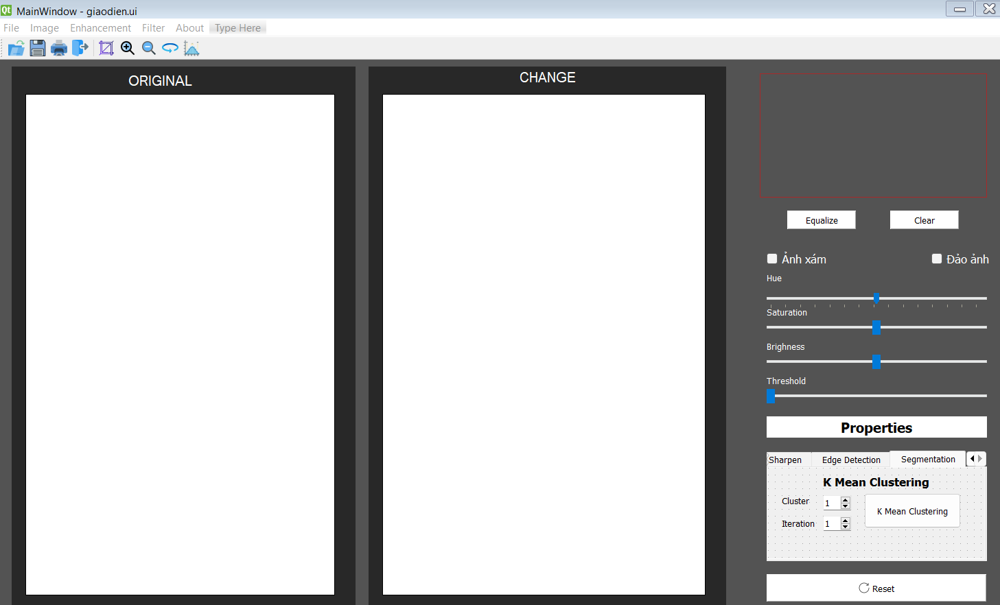 Qt MainWindow - giaodien.ui
File Image Enhancement Filter About Type Here
ORIGINAL
CHANGE
Equalize Clear
Ảnh xám Đảo ảnh
Hue
Saturation
Brighness
Threshold
Properties
Sharpen Edge Detection Segmentation
K Mean Clustering
Cluster 1
K Mean Clustering
Iteration 1
Reset